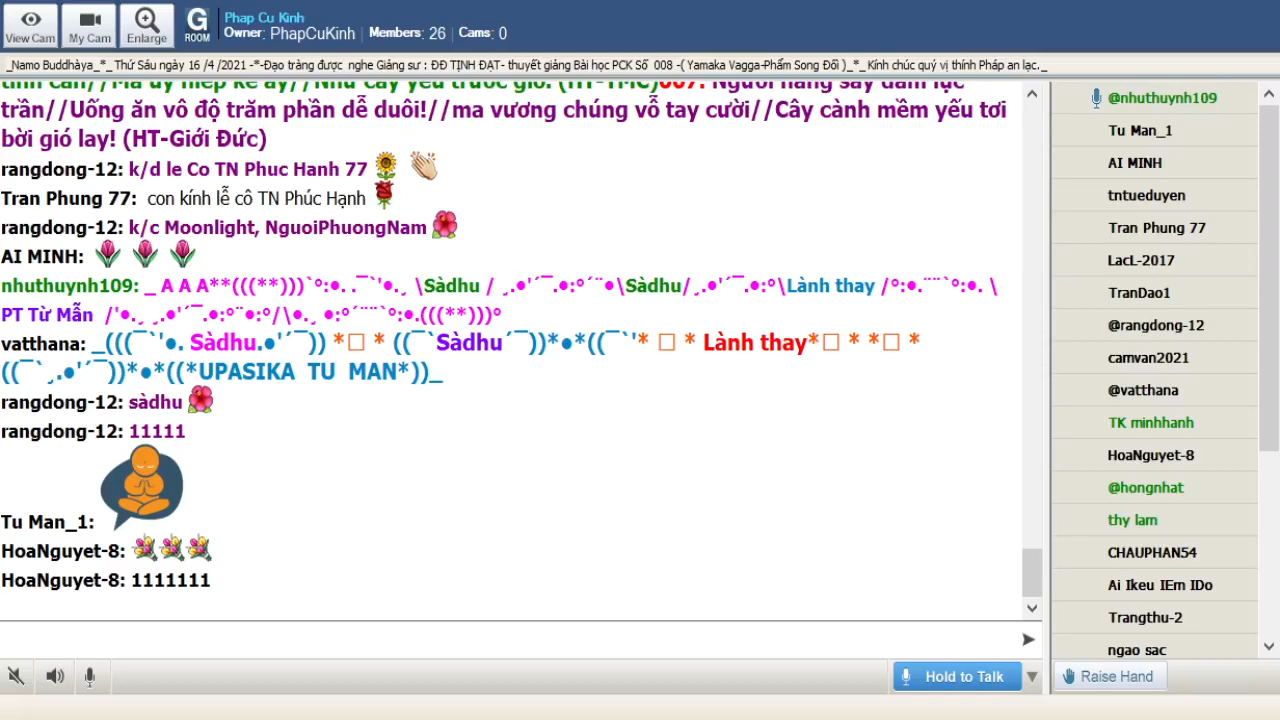 View Cam
My Cam
Enlarge
G
ROOM
Phap Cu Kinh
Owner: PhapCuKinh | Members: 26 | Cams: 0
_Namo Buddhàya_*_ Thứ Sáu ngày 16 /4 /2021 -*-Đạo tràng được nghe Giảng sư : ĐĐ TỊNH ĐẠT- thuyết giảng Bài học PCK Số 008 -( Yamaka Vagga-Phẩm Song Đối )_*_ Kính chúc quý vị thính Pháp an lạc._
trần//Uống ăn vô độ trăm phần dễ duôi!//ma vương chúng vỗ tay cười//Cây cành mềm yếu tơi
bời gió lay! (HT-Giới Đức)
rangdong-12: k/d le Co TN Phuc Hanh 77
Tran Phung 77: con kính lễ cô TN Phúc Hạnh
rangdong-12: k/c Moonlight, NguoiPhuongNam
AI MINH:
nhuthuynh109: _ A A A**(((**)))`°:•. .¯`'•.¸ \Sàdhu / ¸.•'´¯.•:°´¨•\Sàdhu/¸.•'´¯.•:°\Lành thay /°:•.¨¨`°:•. \
PT Từ Mẫn /'•.¸ ¸.•'´¯.•:°¨•:°/\•.¸ •:°´¨¨`°:•.(((**)))°
vatthana: _(((¯`'•. Sàdhu.•'´¯)) *□ * ((¯`Sàdhu´¯))*•*((¯`'* □ * Lành thay*□ * *□ *
((¯`¸.•'´¯))*•*((*UPASIKA TU MAN*))_
rangdong-12: sàdhu
rangdong-12: 11111
Tu Man_1:
HoaNguyet-8:
HoaNguyet-8: 1111111
Hold to Talk
@nhuthuynh109
Tu Man_1
AI MINH
tntueduyen
Tran Phung 77
LacL-2017
TranDao1
@rangdong-12
camvan2021
@vatthana
TK minhhanh
HoaNguyet-8
@hongnhat
thy lam
CHAUPHAN54
Ai Ikeu IEm IDo
Trangthu-2
ngao sac
Raise Hand